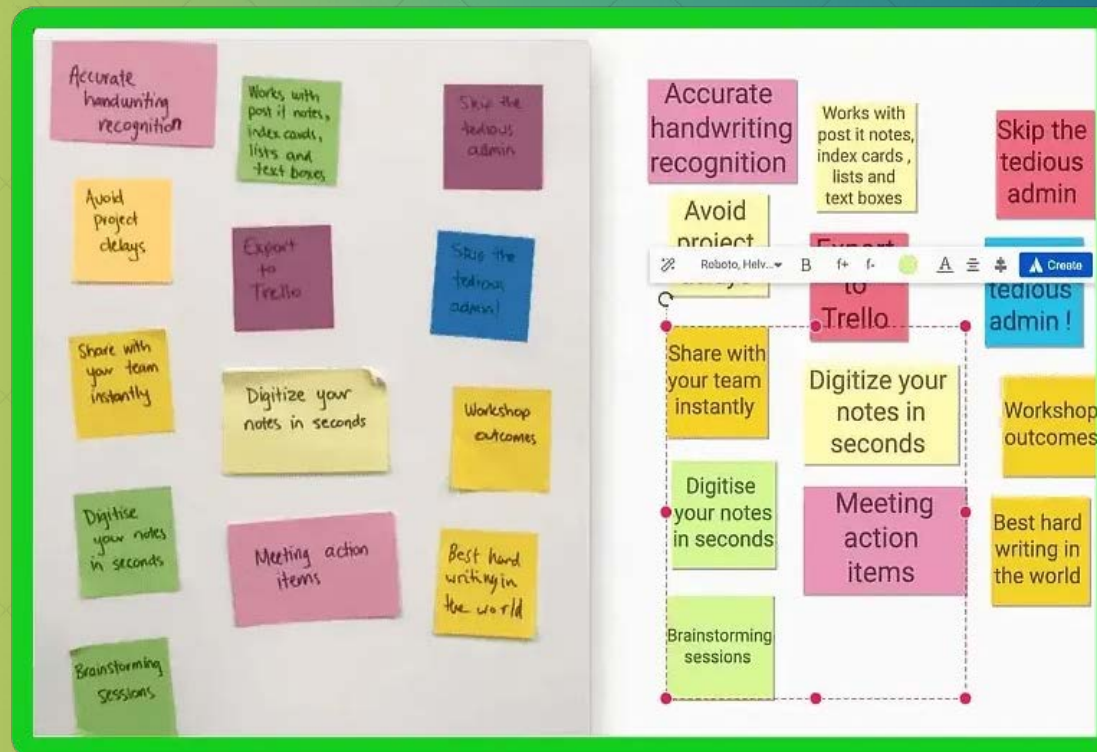 Accurate
handwriting
recognition
Works with
post it notes,
index cards,
lists and
text boxes
Skip the
tedious
admin
Avoid
project
delays
Export
to
Trello
Skip the
tedious
admin!
Share with
your team
instantly
Digitize your
notes in seconds
Workshop
outcomes
Digitise
your notes
in seconds
Meeting action
items
Best hard
writing in
the world
Brainstorming
sessions
Accurate
handwriting
recognition
Works with
post it notes,
index cards ,
lists and
text boxes
Skip the
tedious
admin
Avoid
project
Roboto, Helv...
B
f+
f-
A
Create
to
Trello
tedious
admin !
Share with
your team
instantly
Digitize your
notes in
seconds
Workshop
outcomes
Digitise
your notes
in seconds
Meeting
action
items
Best hard
writing in
the world
Brainstorming
sessions